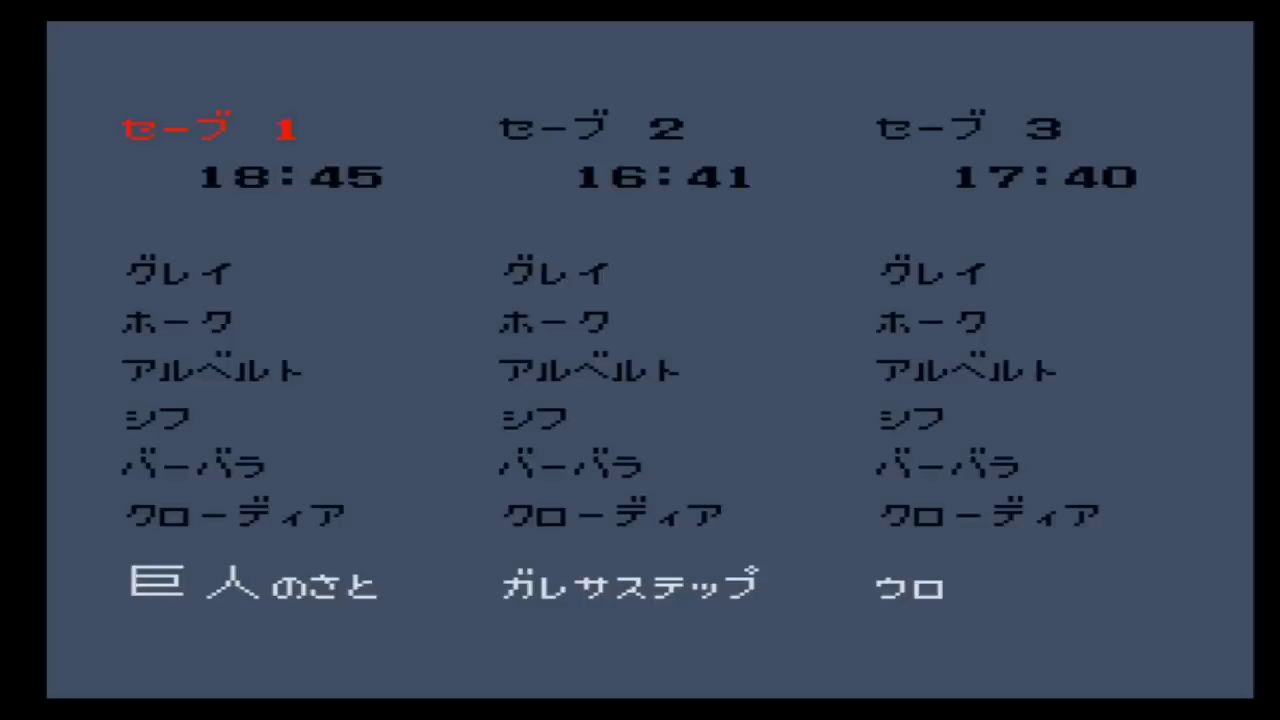 セーブ 1
18:45
グレイ
ホーク
アルベルト
シフ
バーバラ
クローディア
巨人のさと
セーブ 2
16:41
グレイ
ホーク
アルベルト
シフ
バーバラ
クローディア
ガレサステップ
セーブ 3
17:40
グレイ
ホーク
アルベルト
シフ
バーバラ
クローディア
ウロ